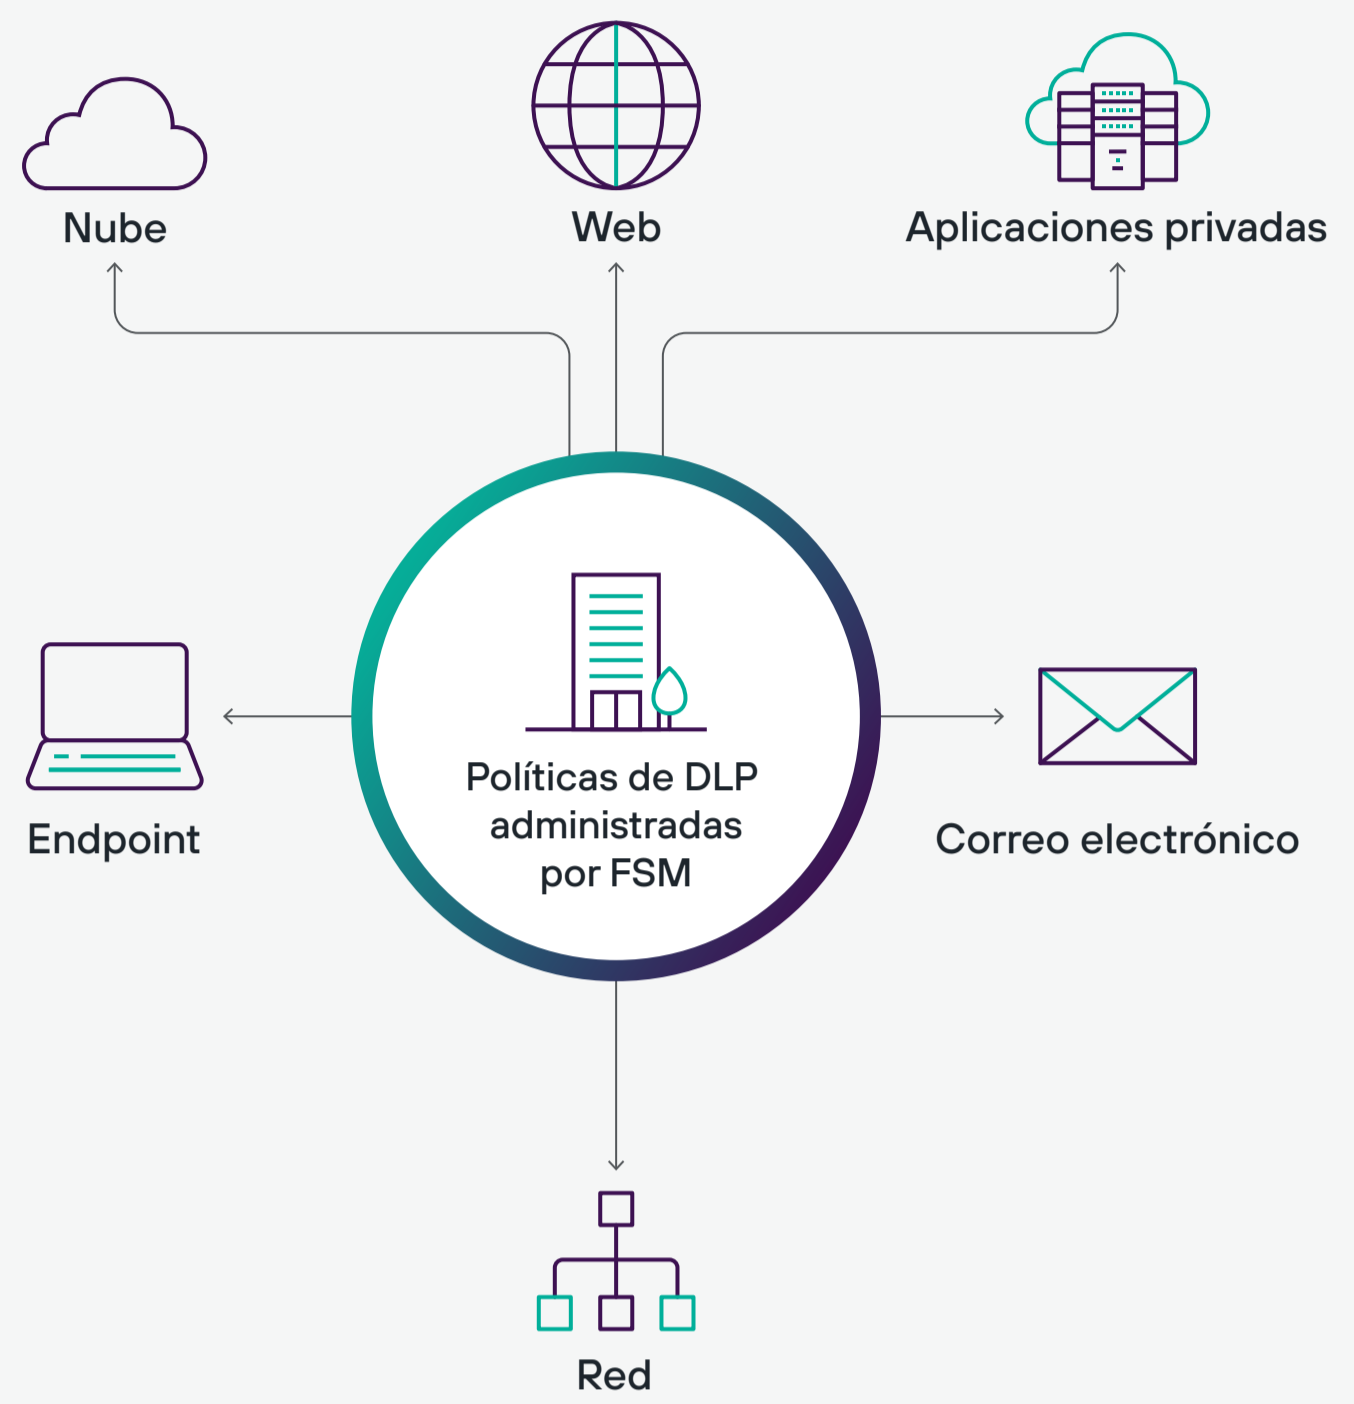 Nube
Web
Aplicaciones privadas
Políticas de DLP
administradas
por FSM
Endpoint
Correo electrónico
Red